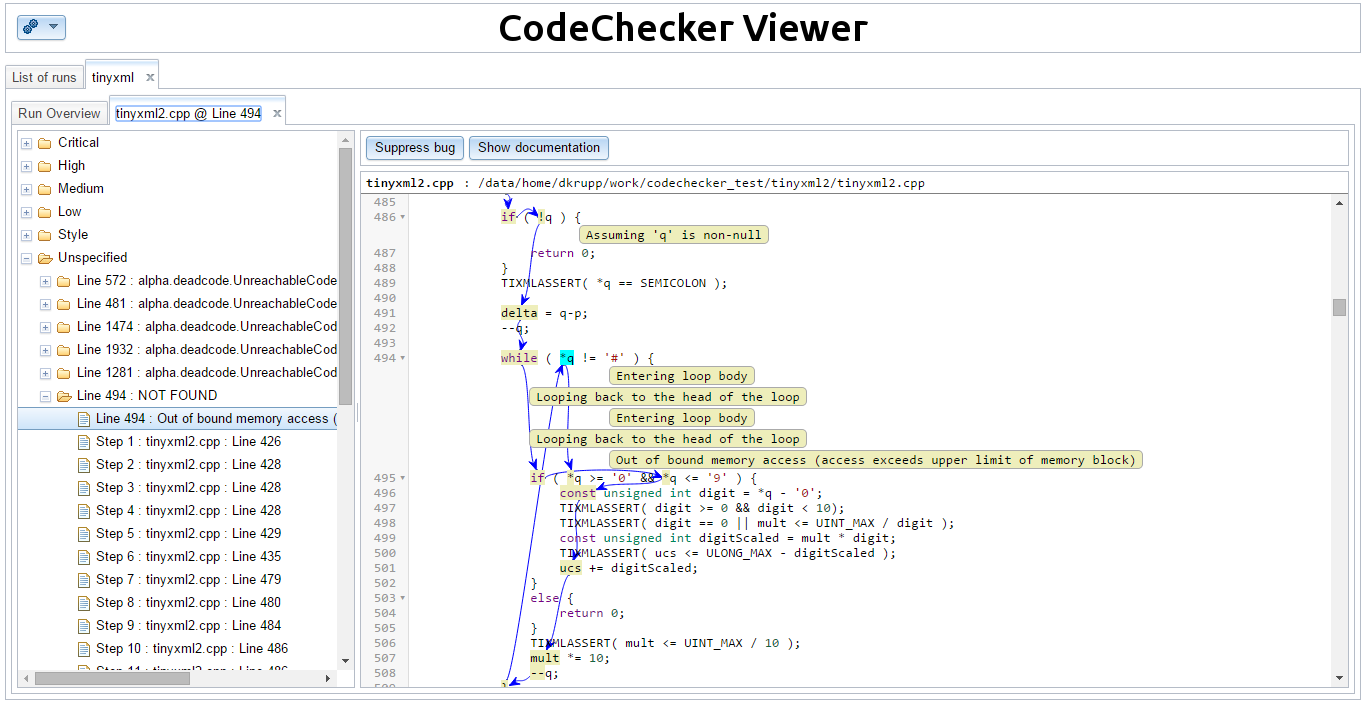 CodeChecker Viewer
List of runs
tinyxml
Run Overview
tinyxml2.cpp @ Line 494
Critical
High
Medium
Low
Style
Unspecified
Line 572 : alpha.deadcode.UnreachableCode
Line 481 : alpha.deadcode.UnreachableCode
Line 1474 : alpha.deadcode.UnreachableCod
Line 1932 : alpha.deadcode.UnreachableCod
Line 1281 : alpha.deadcode.UnreachableCod
Line 494 : NOT FOUND
Line 494 : Out of bound memory access (
Step 1 : tinyxml2.cpp : Line 426
Step 2 : tinyxml2.cpp : Line 428
Step 3 : tinyxml2.cpp : Line 428
Step 4 : tinyxml2.cpp : Line 428
Step 5 : tinyxml2.cpp : Line 429
Step 6 : tinyxml2.cpp : Line 435
Step 7 : tinyxml2.cpp : Line 479
Step 8 : tinyxml2.cpp : Line 480
Step 9 : tinyxml2.cpp : Line 484
Step 10 : tinyxml2.cpp : Line 486
Step 11 : tinyxml2.cpp : Line 486
Suppress bug
Show documentation
tinyxml2.cpp : /data/home/dkrupp/work/codechecker_test/tinyxml2/tinyxml2.cpp
485
486 if ( !q ) {
Assuming 'q' is non-null
487 return 0;
488 }
489 TIXMLASSERT( *q == SEMICOLON );
490
491 delta = q-p;
492 --q;
493
494 while ( *q != '#' ) {
Entering loop body
Looping back to the head of the loop
Entering loop body
Looping back to the head of the loop
Out of bound memory access (access exceeds upper limit of memory block)
495 if ( *q >= '0' && *q <= '9' ) {
496 const unsigned int digit = *q - '0';
497 TIXMLASSERT( digit >= 0 && digit < 10);
498 TIXMLASSERT( digit == 0 || mult <= UINT_MAX / digit );
499 const unsigned int digitScaled = mult * digit;
500 TIXMLASSERT( ucs <= ULONG_MAX - digitScaled );
501 ucs += digitScaled;
502 }
503 else {
504 return 0;
505 }
506 TIXMLASSERT( mult <= UINT_MAX / 10 );
507 mult *= 10;
508 --q;
509 }